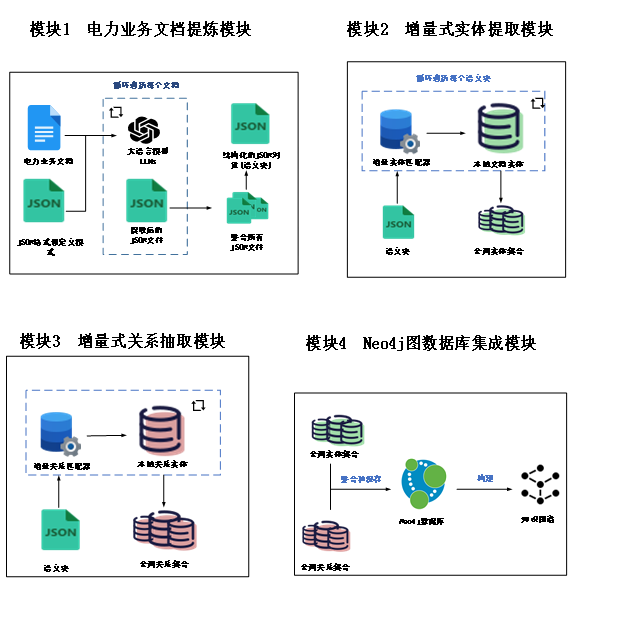 模块1 电力业务文档提炼模块
循环遍历每个文档
电力业务文档
大语言模型
LLMs
JSON
结构化的JSON对
象(语义块)
JSON
JSON格式预定义模
式
JSON
提取后的
JSON文件
JSON
ON
整合所有
JSON文件
模块2 增量式实体提取模块
循环遍历每个语义块
增量实体匹配器
本地文档实体
JSON
语义块
全局实体集合
模块3 增量式关系抽取模块
增量关系匹配器
本地关系实体
JSON
语义块
全局关系集合
模块4 Neo4j图数据库集成模块
全局实体集合
整合和保存
Neo4j数据库
构建
知识图谱
全局关系集合